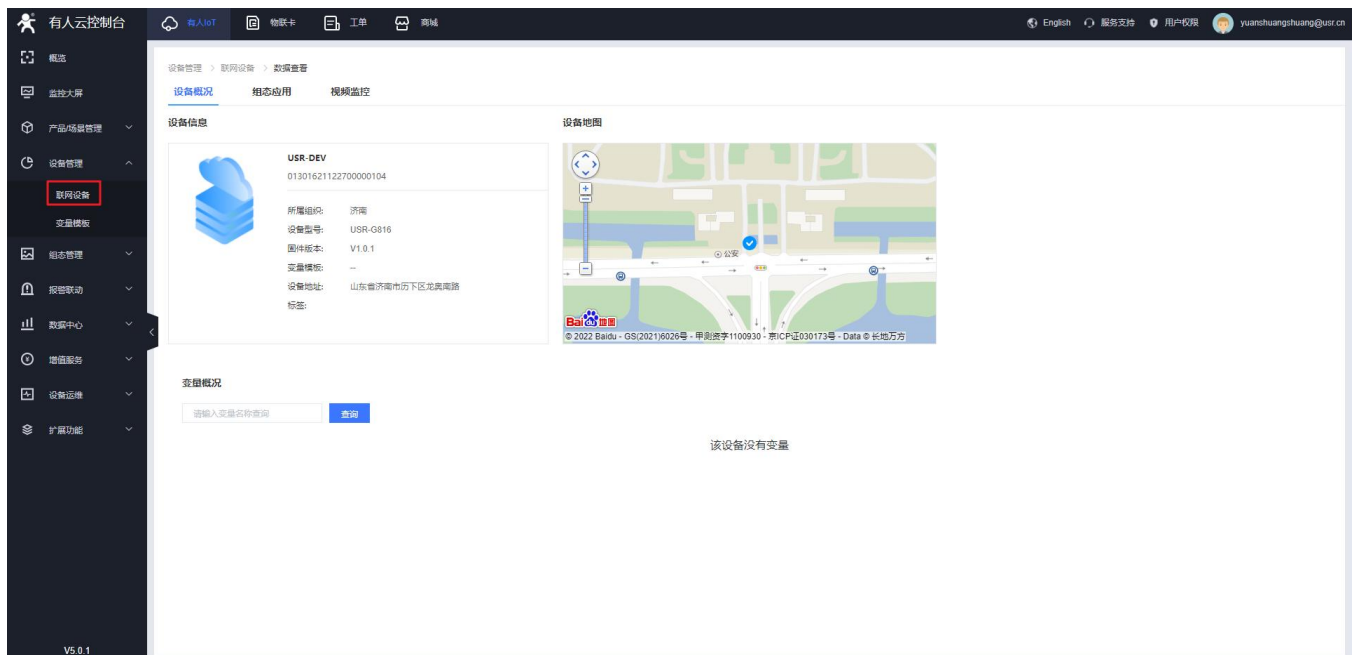 有人云控制台
有人IoT
物联卡
工单
商城
English
服务支持
用户权限
yuanshuangshuang@usr.cn
概览
监控大屏
产品/场景管理
设备管理
联网设备
变量模板
组态管理
报警联动
数据中心
增值服务
设备运维
扩展功能
V5.0.1
设备管理 > 联网设备 > 数据查看
设备概况
组态应用
视频监控
设备信息
USR-DEV
01301621122700000104
所属组织: 济南
设备型号: USR-G816
固件版本: V1.0.1
变量模板: --
设备地址: 山东省济南市历下区龙奥南路
标签:
设备地图
公安
Bai 地图
© 2022 Baidu - GS(2021)6026号 - 甲测资字1100930 - 京ICP证030173号 - Data © 长地万方
变量概况
请输入变量名称查询
查询
该设备没有变量